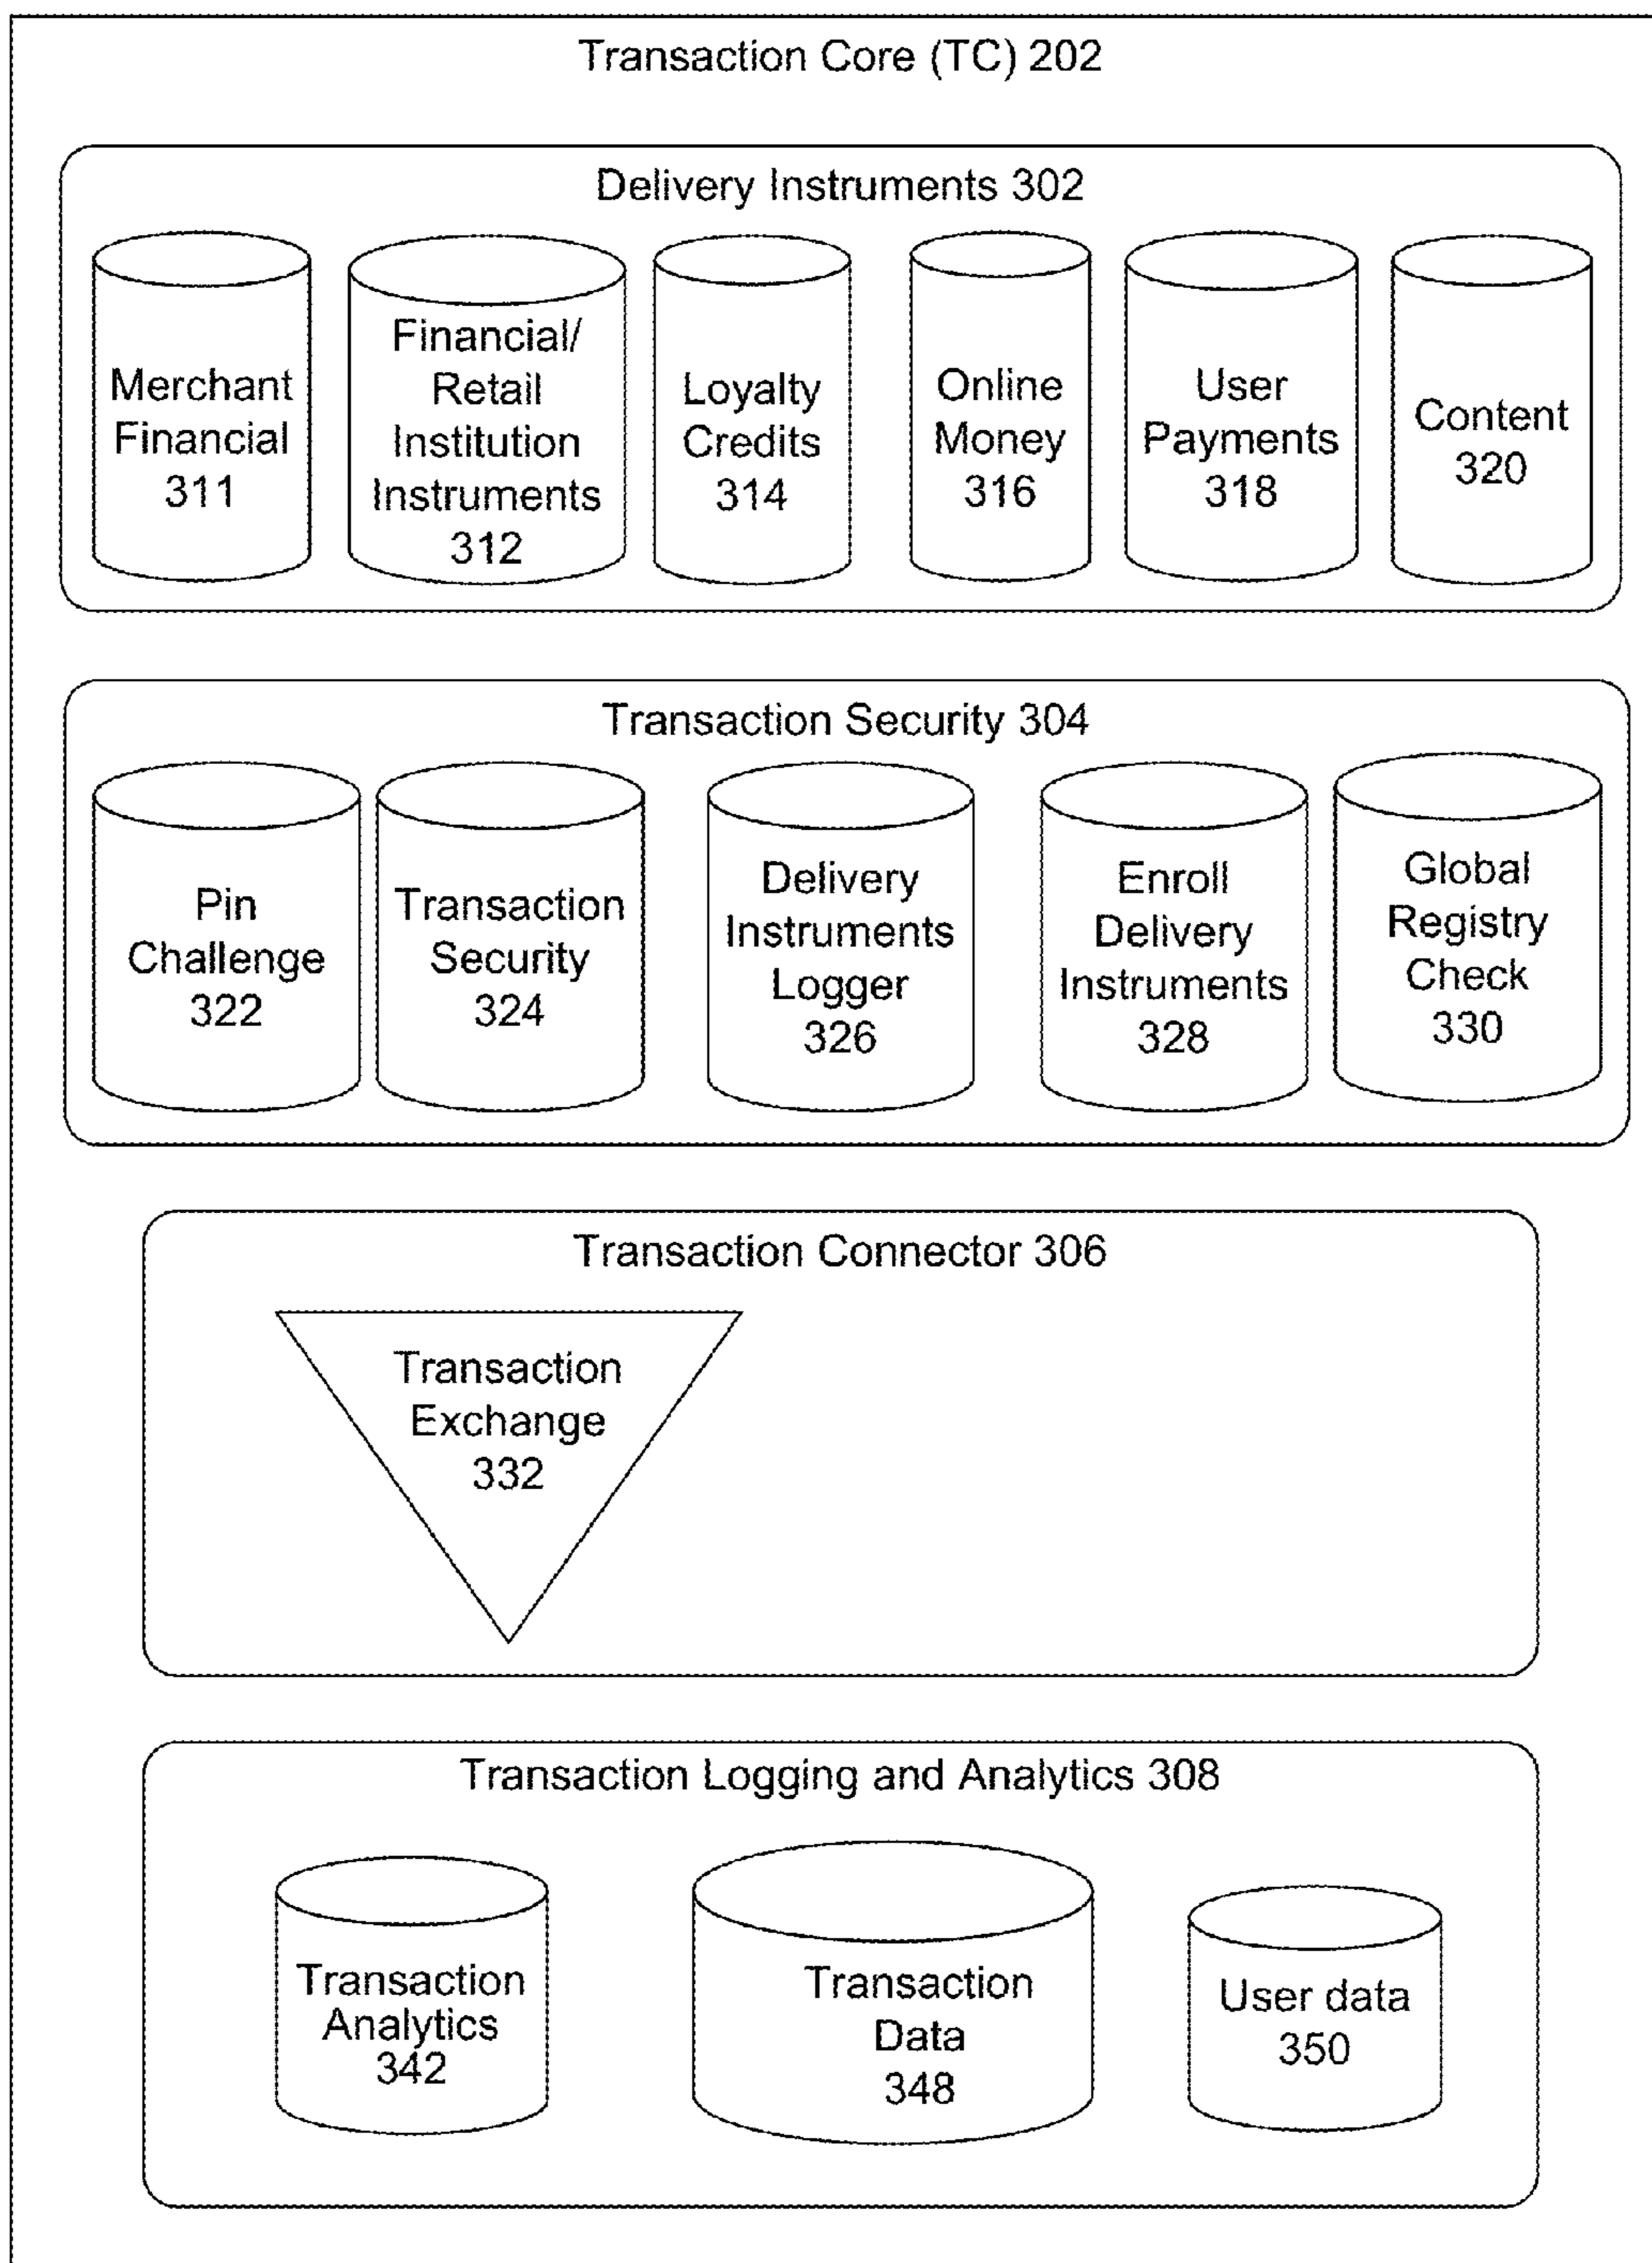 Transaction Core (TC) 202
Delivery Instruments 302
Merchant
Financial
311
Financial/
Retail
Institution
Instruments
312
Loyalty
Credits
314
Online
Money
316
User
Payments
318
Content
320
Transaction Security 304
Pin
Challenge
322
Transaction
Security
324
Delivery
Instruments
Logger
326
Enroll
Delivery
Instruments
328
Global
Registry
Check
330
Transaction Connector 306
Transaction
Exchange
332
Transaction Logging and Analytics 308
Transaction
Analytics
342
Transaction
Data
348
User data
350